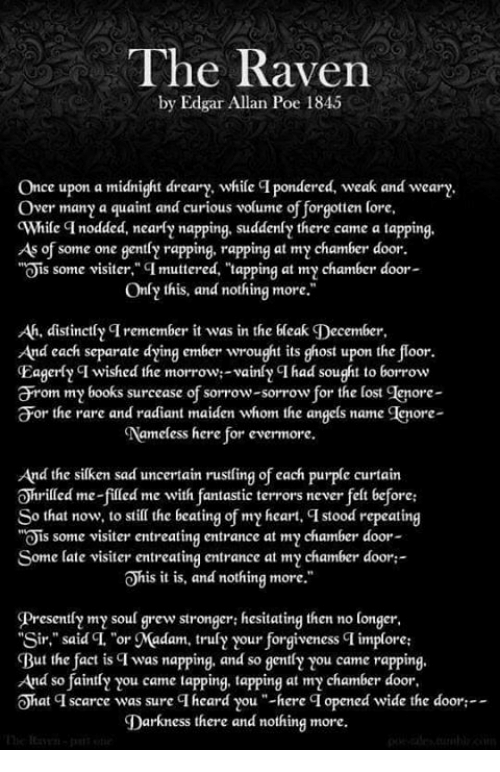 The Raven
by Edgar Allan Poe 1845
Once upon a midnight dreary, while I pondered, weak and weary,
Over many a quaint and curious volume of forgotten lore,
While I nodded, nearly napping, suddenly there came a tapping,
As of some one gently rapping, rapping at my chamber door.
"'Tis some visiter," I muttered, "tapping at my chamber door-
Only this, and nothing more."
Ah, distinctly I remember it was in the bleak December,
And each separate dying ember wrought its ghost upon the floor.
Eagerly I wished the morrow;-vainly I had sought to borrow
From my books surcease of sorrow-sorrow for the lost Lenore-
For the rare and radiant maiden whom the angels name Lenore-
Nameless here for evermore.
And the silken sad uncertain rustling of each purple curtain
Thrilled me-filled me with fantastic terrors never felt before;
So that now, to still the beating of my heart, I stood repeating
"'Tis some visiter entreating entrance at my chamber door-
Some late visiter entreating entrance at my chamber door;-
This it is, and nothing more."
Presently my soul grew stronger; hesitating then no longer,
"Sir," said I, "or Madam, truly your forgiveness I implore;
But the fact is I was napping, and so gently you came rapping,
And so faintly you came tapping, tapping at my chamber door,
That I scarce was sure I heard you "-here I opened wide the door;--
Darkness there and nothing more.
The Raven - part one